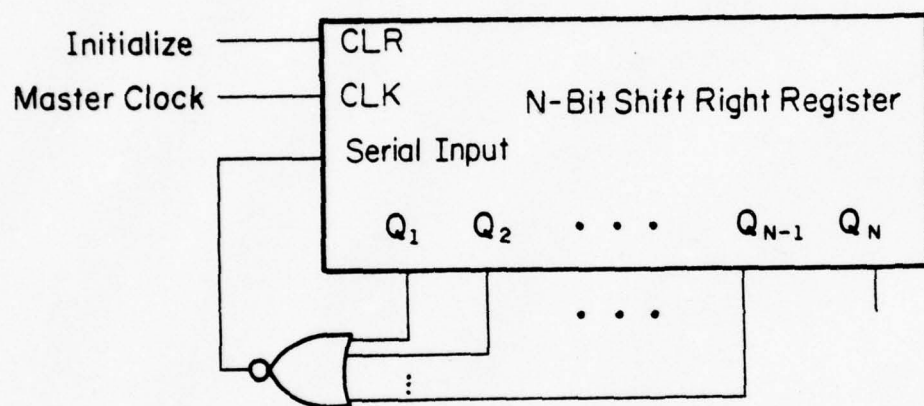 Initialize
CLR
Master Clock
CLK
N-Bit Shift Right Register
Serial Input
Q1 Q2 • • • QN-1 QN
• • •